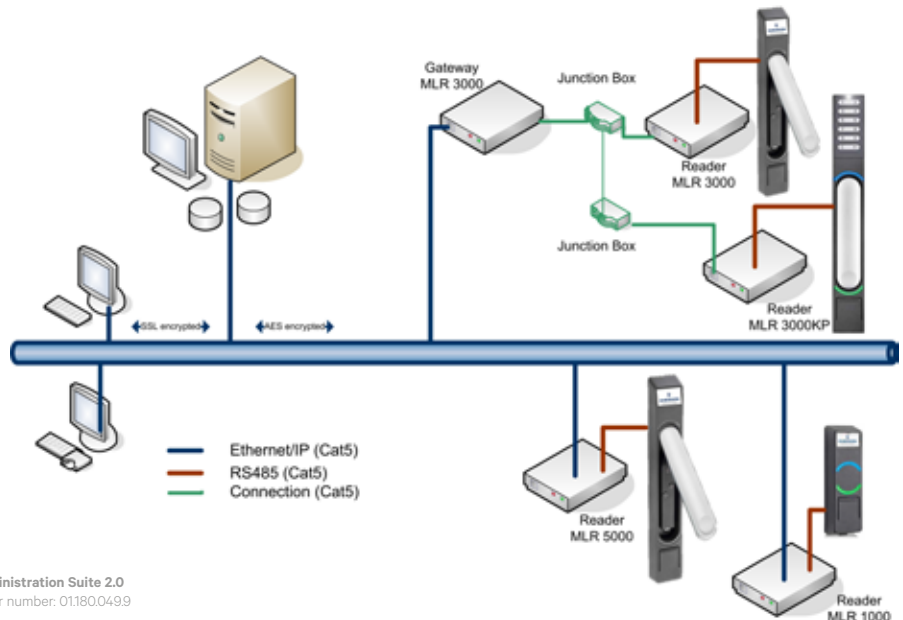 Gateway
MLR 3000
Junction Box
Reader
MLR 3000
Junction Box
Reader
MLR 3000KP
SSL encrypted
AES encrypted
Ethernet/IP (Cat5)
RS485 (Cat5)
Connection (Cat5)
Reader
MLR 5000
Reader
MLR 1000
inistration Suite 2.0
r number: 01.180.049.9